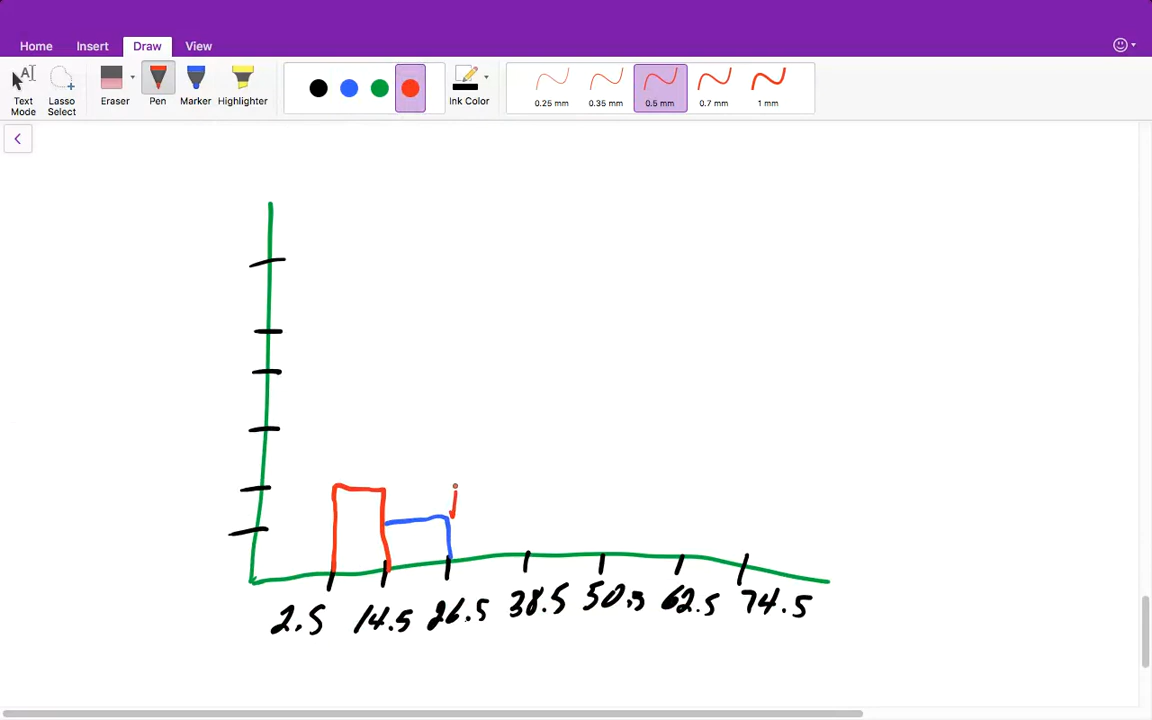 Home Insert Draw View
Text Mode
Lasso Select
Eraser
Pen
Marker
Highlighter
Ink Color
0.25 mm
0.35 mm
0.5 mm
0.7 mm
1 mm
2.5 14.5 26.5 38.5 50.5 62.5 74.5